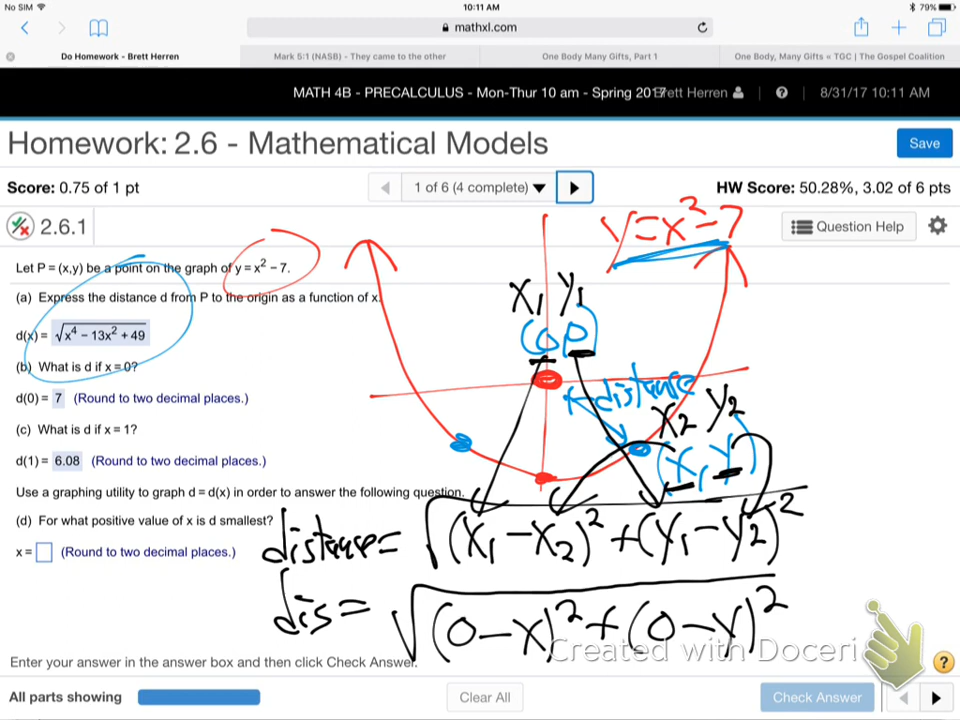 No SIM
10:11 AM
79%
mathxl.com
Do Homework - Brett Herren
Mark 5:1 (NASB) - They came to the other
One Body Many Gifts, Part 1
One Body, Many Gifts « TGC | The Gospel Coalition
MATH 4B - PRECALCULUS - Mon-Thur 10 am - Spring 2017
Brett Herren
8/31/17 10:11 AM
Homework: 2.6 - Mathematical Models
Save
Score: 0.75 of 1 pt
1 of 6 (4 complete)
HW Score: 50.28%, 3.02 of 6 pts
2.6.1
y=x²-7
Question Help
Let P = (x,y) be a point on the graph of y = x² − 7.
(a) Express the distance d from P to the origin as a function of x.
x₁ y₁
d(x) = √x⁴ − 13x² + 49
(b) What is d if x = 0?
distance
d(0) = 7 (Round to two decimal places.)
x₂ y₂
(c) What is d if x = 1?
d(1) = 6.08 (Round to two decimal places.)
(x, y)
Use a graphing utility to graph d = d(x) in order to answer the following question.
(d) For what positive value of x is d smallest?
distance = √(x₁ − x₂)² + (y₁ − y₂)²
x = (Round to two decimal places.)
dis = √(0 − x)² + (0 − y)²
Created with Doceri
Enter your answer in the answer box and then click Check Answer.
?
All parts showing
Clear All
Check Answer